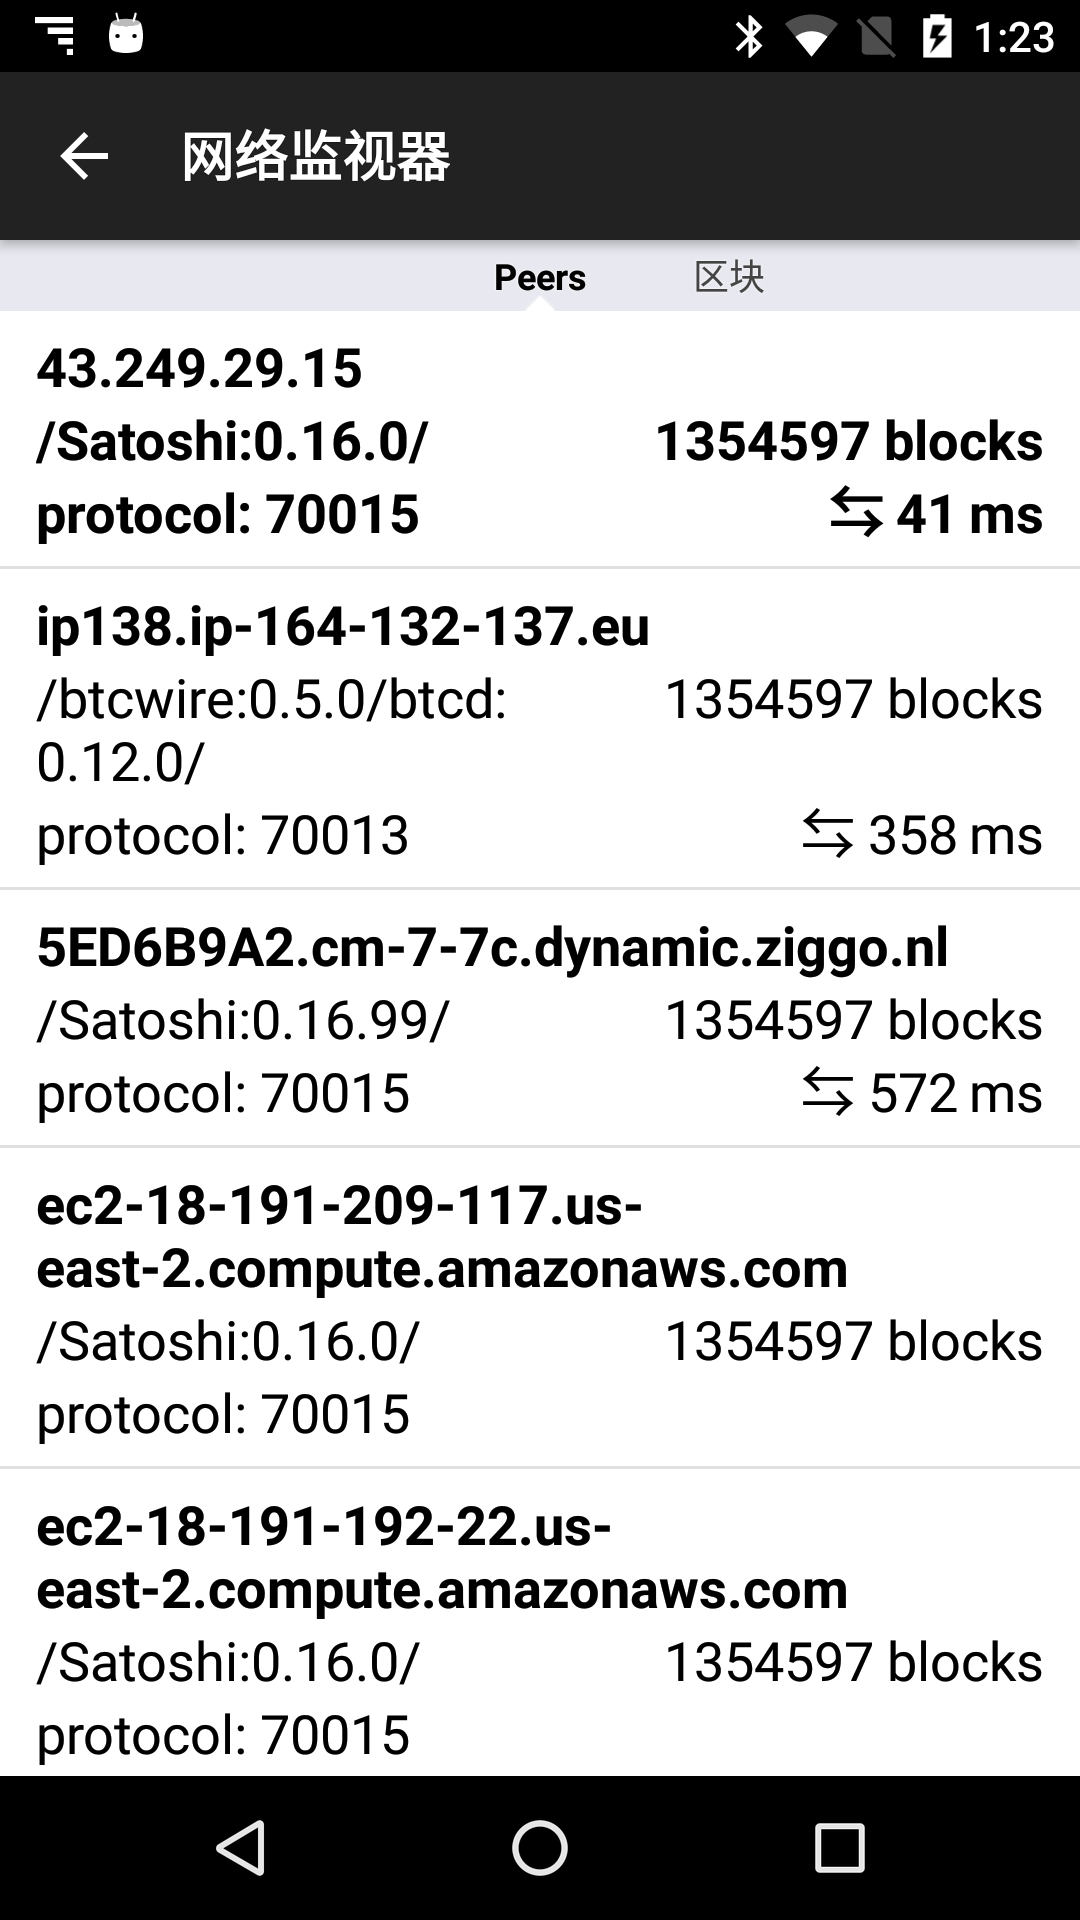 1:23
网络监视器
Peers 区块
43.249.29.15
/Satoshi:0.16.0/ 1354597 blocks
protocol: 70015 ⇆ 41 ms
ip138.ip-164-132-137.eu
/btcwire:0.5.0/btcd: 1354597 blocks
0.12.0/
protocol: 70013 ⇆ 358 ms
5ED6B9A2.cm-7-7c.dynamic.ziggo.nl
/Satoshi:0.16.99/ 1354597 blocks
protocol: 70015 ⇆ 572 ms
ec2-18-191-209-117.us-
east-2.compute.amazonaws.com
/Satoshi:0.16.0/ 1354597 blocks
protocol: 70015
ec2-18-191-192-22.us-
east-2.compute.amazonaws.com
/Satoshi:0.16.0/ 1354597 blocks
protocol: 70015